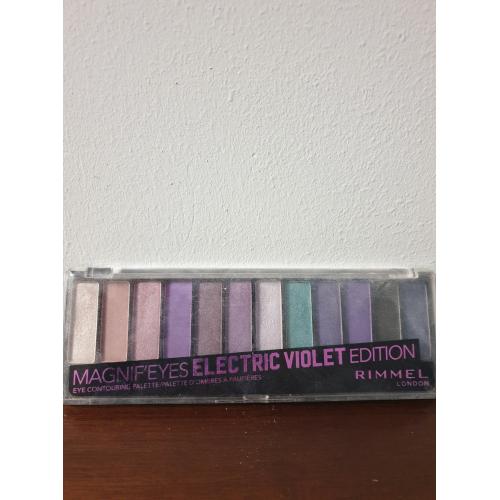 MAGNIF'EYES ELECTRIC VIOLET EDITION
EYE CONTOURING PALETTE/PALETTE D'OMBRES À PAUPIÈRES
RIMMEL
LONDON